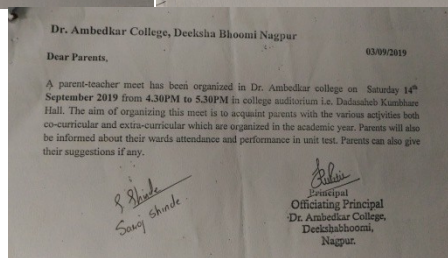 Dr. Ambedkar College, Deeksha Bhoomi Nagpur
03/09/2019
Dear Parents,
A parent-teacher meet has been organized in Dr. Ambedkar college on Saturday 14th
September 2019 from 4.30PM to 5.30PM in college auditorium i.e. Dadasaheb Kumbhare
Hall. The aim of organizing this meet is to acquaint parents with the various activities both
co-curricular and extra-curricular which are organized in the academic year. Parents will also
be informed about their wards attendance and performance in unit test. Parents can also give
their suggestions if any.
S Shinde
Saroj Shinde
Principal
Officiating Principal
Dr. Ambedkar College,
Deekshabhoomi,
Nagpur.